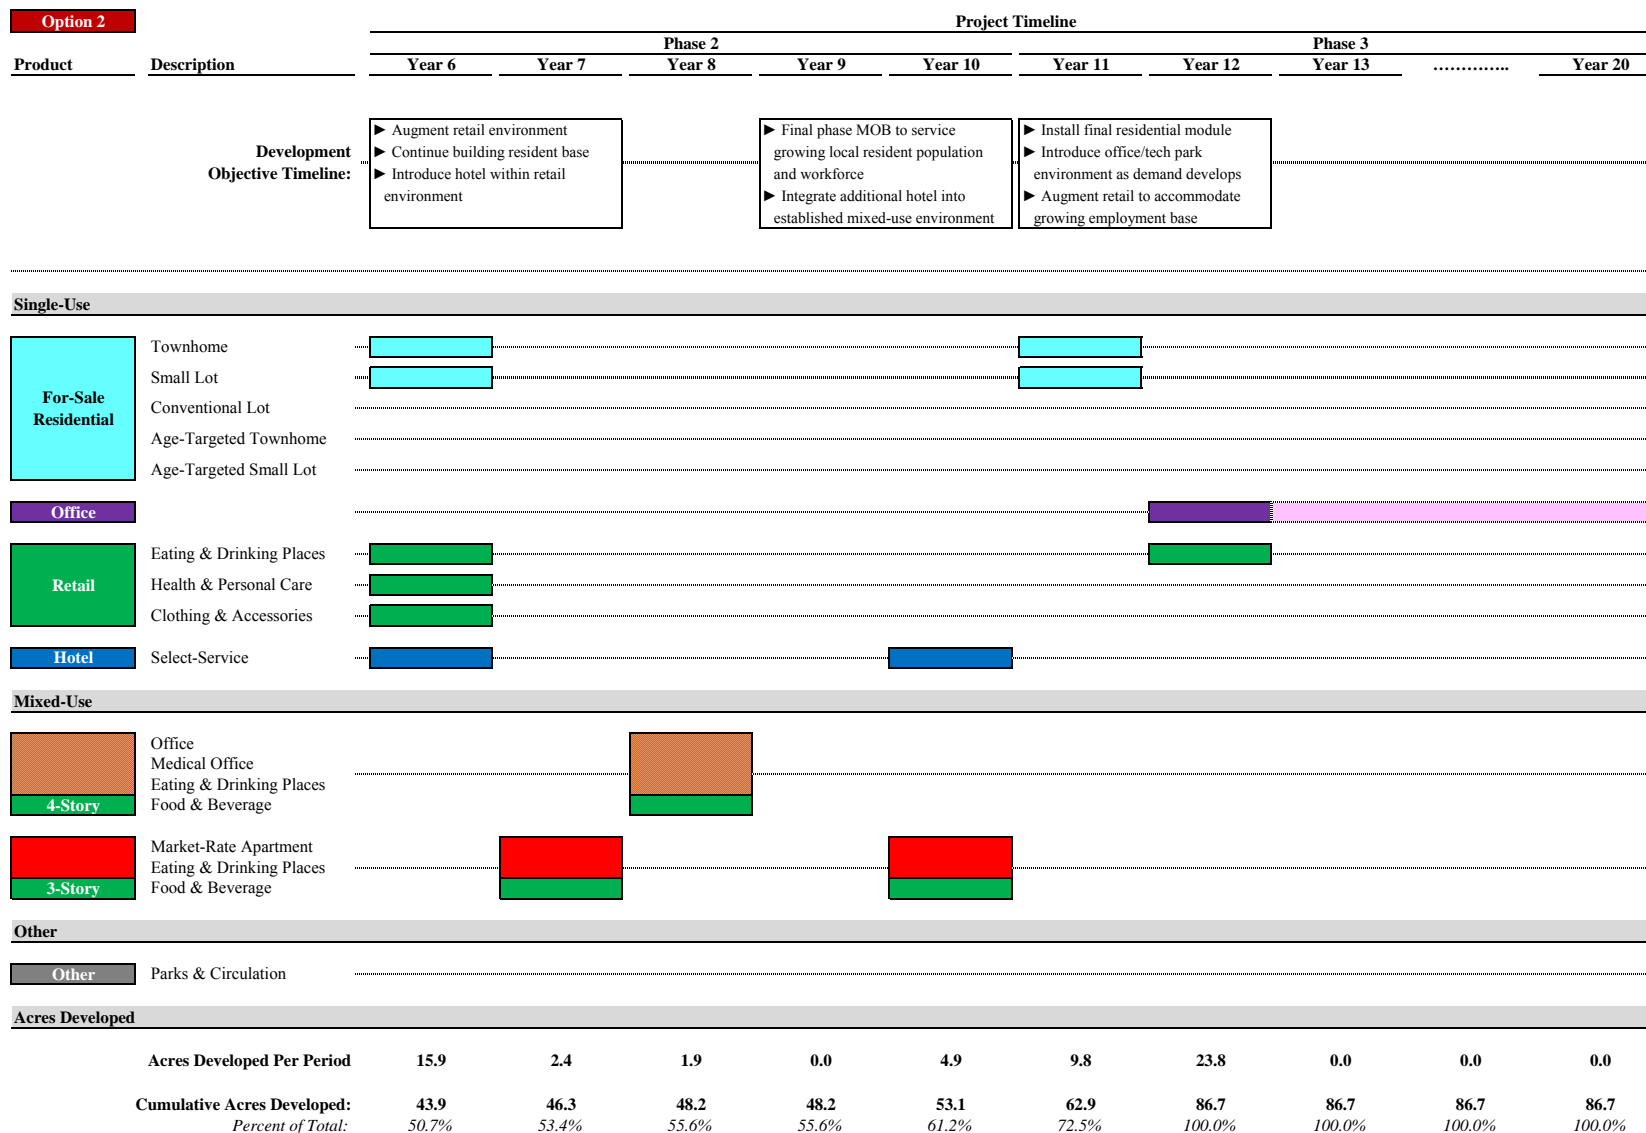 Option 2
Project Timeline
Phase 2 Phase 3
Product Description Year 6 Year 7 Year 8 Year 9 Year 10 Year 11 Year 12 Year 13 ………….. Year 20
Development
Objective Timeline:
► Augment retail environment
► Continue building resident base
► Introduce hotel within retail
environment
► Final phase MOB to service
growing local resident population
and workforce
► Integrate additional hotel into
established mixed-use environment
► Install final residential module
► Introduce office/tech park
environment as demand develops
► Augment retail to accommodate
growing employment base
Single-Use
For-Sale
Residential
Townhome
Small Lot
Conventional Lot
Age-Targeted Townhome
Age-Targeted Small Lot
Office
Retail
Eating & Drinking Places
Health & Personal Care
Clothing & Accessories
Hotel Select-Service
Mixed-Use
Office
Medical Office
Eating & Drinking Places
4-Story Food & Beverage
Market-Rate Apartment
Eating & Drinking Places
3-Story Food & Beverage
Other
Other Parks & Circulation
Acres Developed
Acres Developed Per Period 15.9 2.4 1.9 0.0 4.9 9.8 23.8 0.0 0.0 0.0
Cumulative Acres Developed: 43.9 46.3 48.2 48.2 53.1 62.9 86.7 86.7 86.7 86.7
Percent of Total: 50.7% 53.4% 55.6% 55.6% 61.2% 72.5% 100.0% 100.0% 100.0% 100.0%